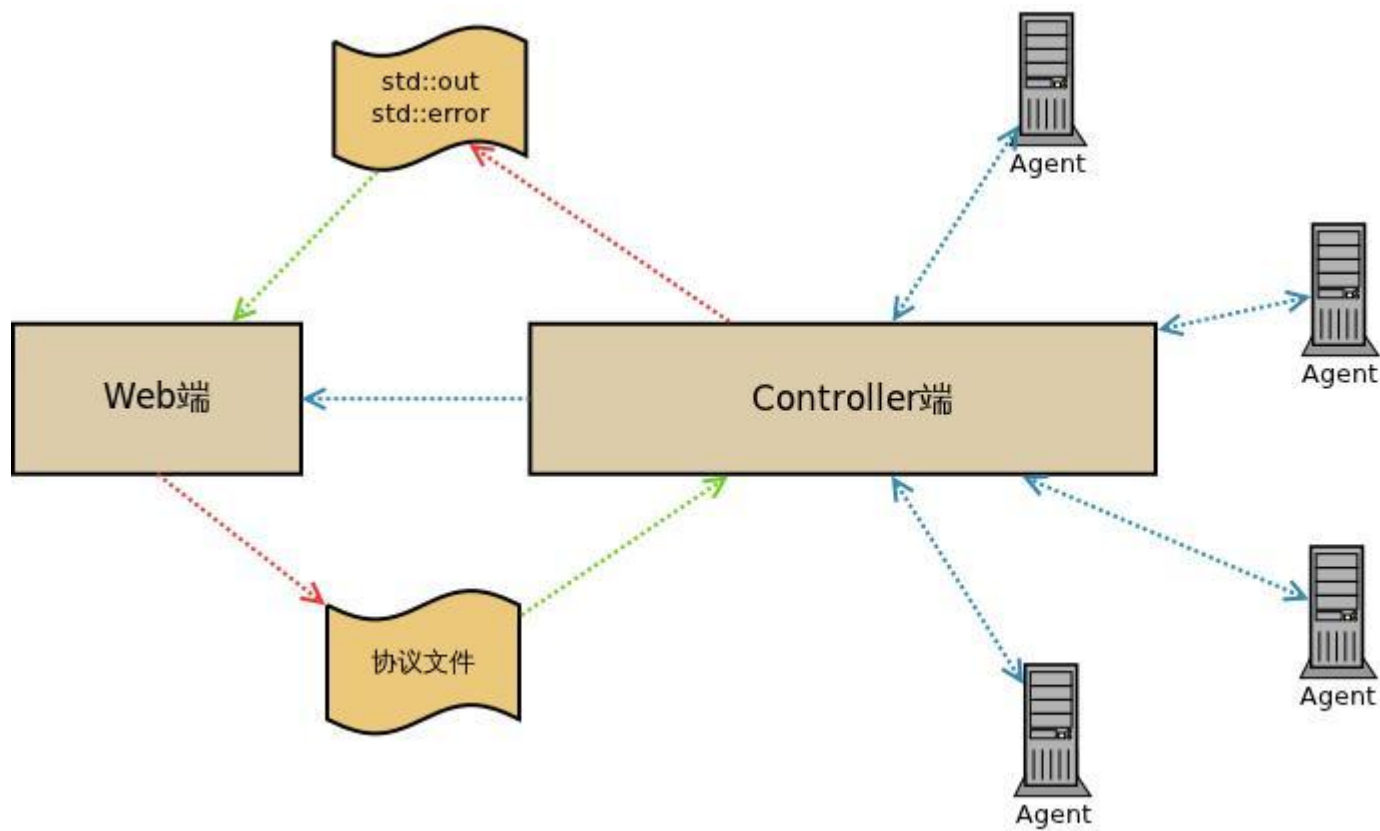 std::out
std::error
Agent
Agent
Web端
Controller端
协议文件
Agent
Agent